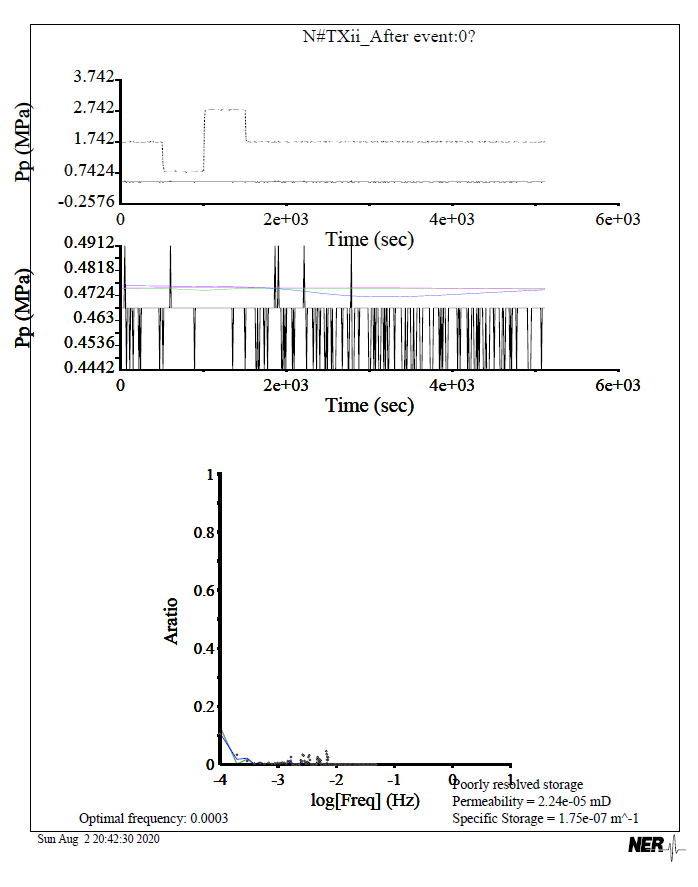 N#TXii_After event:0?
3.742
2.742
1.742
0.7424
-0.2576
Pp (MPa)
0 2e+03 4e+03 6e+03
Time (sec)
0.4912
0.4818
0.4724
0.463
0.4536
0.4442
Pp (MPa)
0 2e+03 4e+03 6e+03
Time (sec)
1
0.8
0.6
0.4
0.2
0
Aratio
-4 -3 -2 -1 0 1
log[Freq] (Hz)
Poorly resolved storage
Permeability = 2.24e-05 mD
Specific Storage = 1.75e-07 m^-1
Optimal frequency: 0.0003
Sun Aug 2 20:42:30 2020
NER